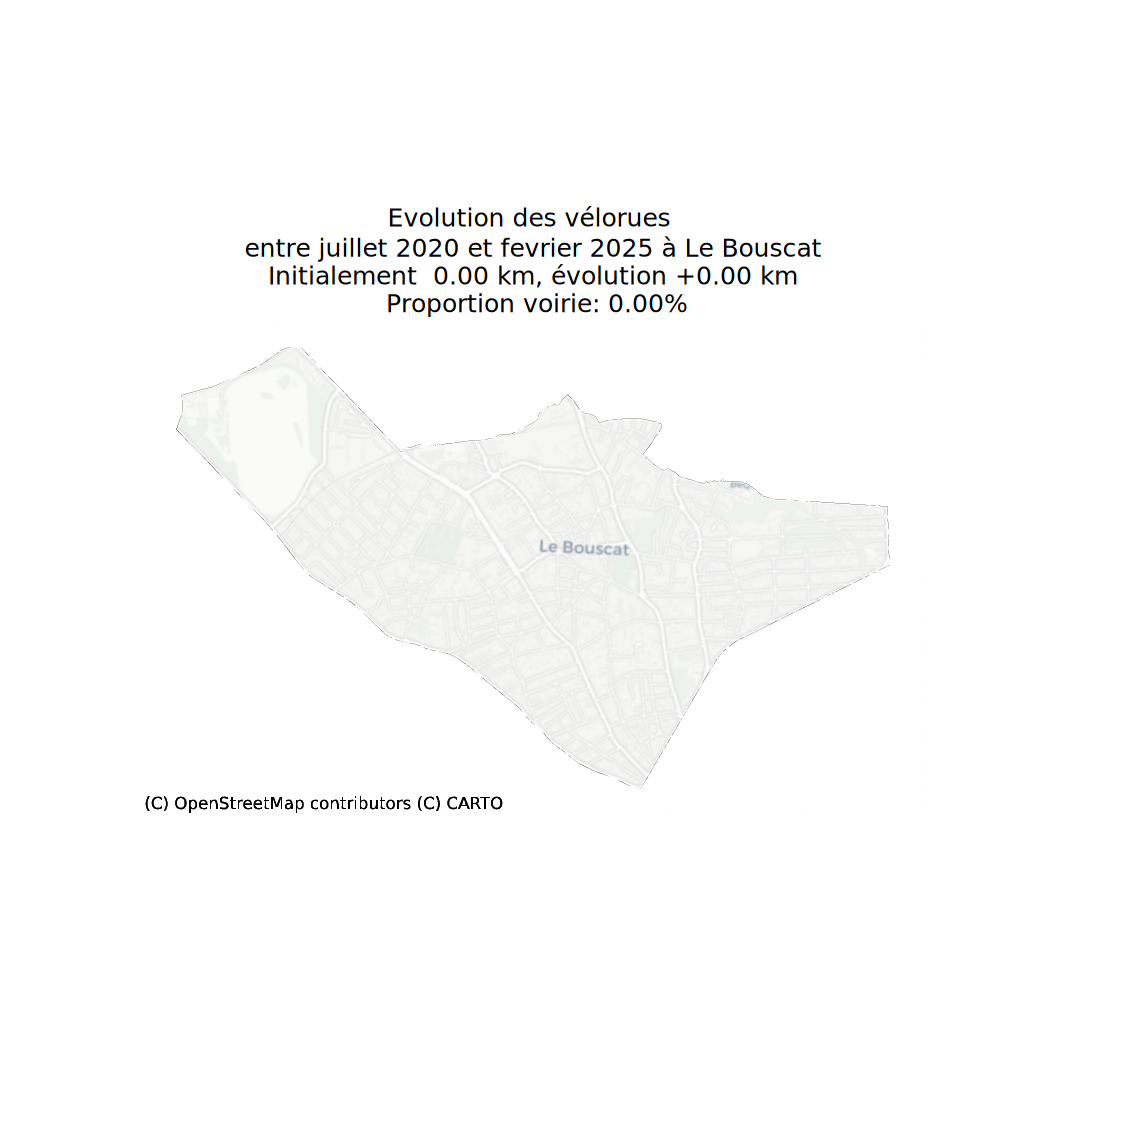 Evolution des vélorues
entre juillet 2020 et fevrier 2025 à Le Bouscat
Initialement  0.00 km, évolution +0.00 km
Proportion voirie: 0.00%
Le Bouscat
(C) OpenStreetMap contributors (C) CARTO